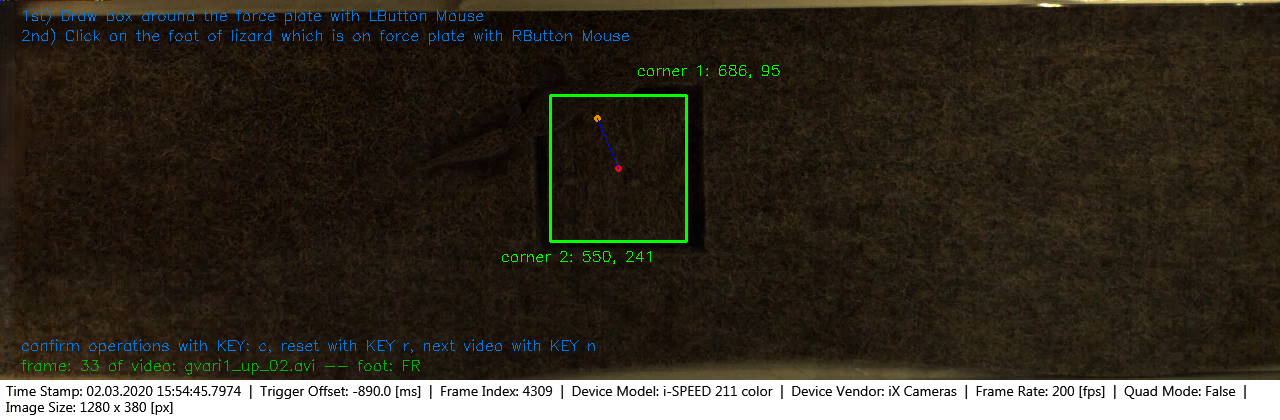 1st) Draw box around the force plate with LButton Mouse
2nd) Click on the foot of lizard which is on force plate with RButton Mouse
corner 1: 686, 95
corner 2: 550, 241
confirm operations with KEY: c, reset with KEY r, next video with KEY n
frame: 33 of video: gvari1_up_02.avi -- foot: FR
Time Stamp: 02.03.2020 15:54:45.7974 | Trigger Offset: -890.0 [ms] | Frame Index: 4309 | Device Model: i-SPEED 211 color | Device Vendor: iX Cameras | Frame Rate: 200 [fps] | Quad Mode: False |
Image Size: 1280 x 380 [px]